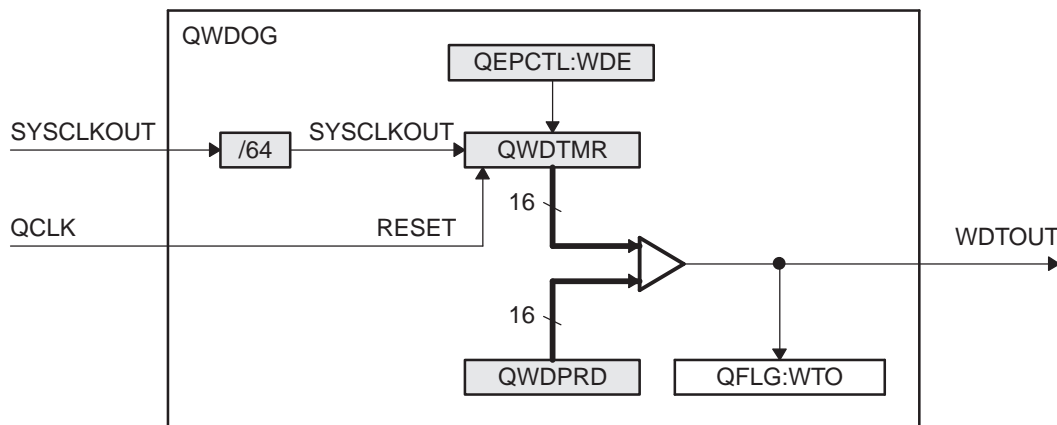 QWDOG
QEPCTL:WDE
SYSCLKOUT
/64
SYSCLKOUT
QWDTMR
16
QCLK
RESET
WDTOUT
16
QWDPRD
QFLG:WTO